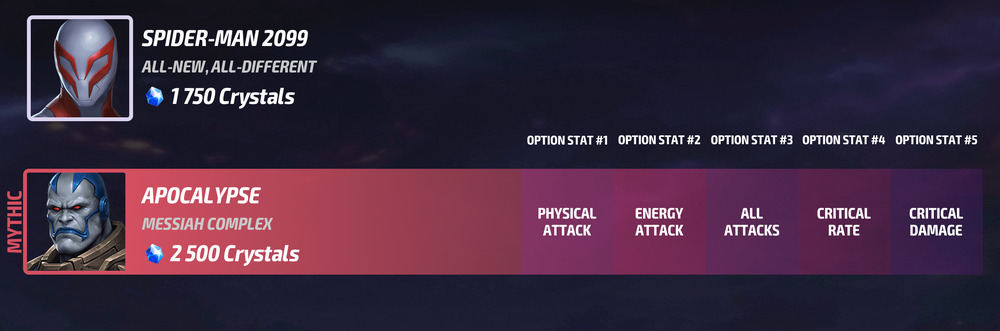 SPIDER-MAN 2099
ALL-NEW, ALL-DIFFERENT
1 750 Crystals
OPTION STAT #1 OPTION STAT #2 OPTION STAT #3 OPTION STAT #4 OPTION STAT #5
MYTHIC
APOCALYPSE
MESSIAH COMPLEX
2 500 Crystals
PHYSICAL ATTACK
ENERGY ATTACK
ALL ATTACKS
CRITICAL RATE
CRITICAL DAMAGE